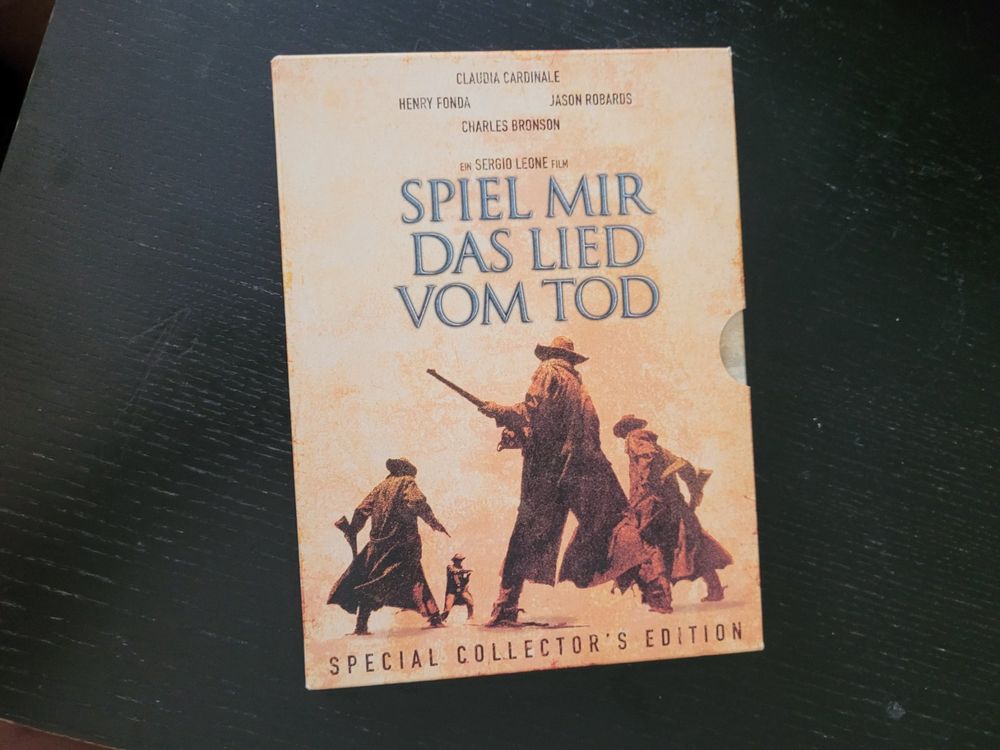 CLAUDIA CARDINALE
HENRY FONDA JASON ROBARDS
CHARLES BRONSON
EIN SERGIO LEONE FILM
SPIEL MIR
DAS LIED
VOM TOD
SPECIAL COLLECTOR'S EDITION